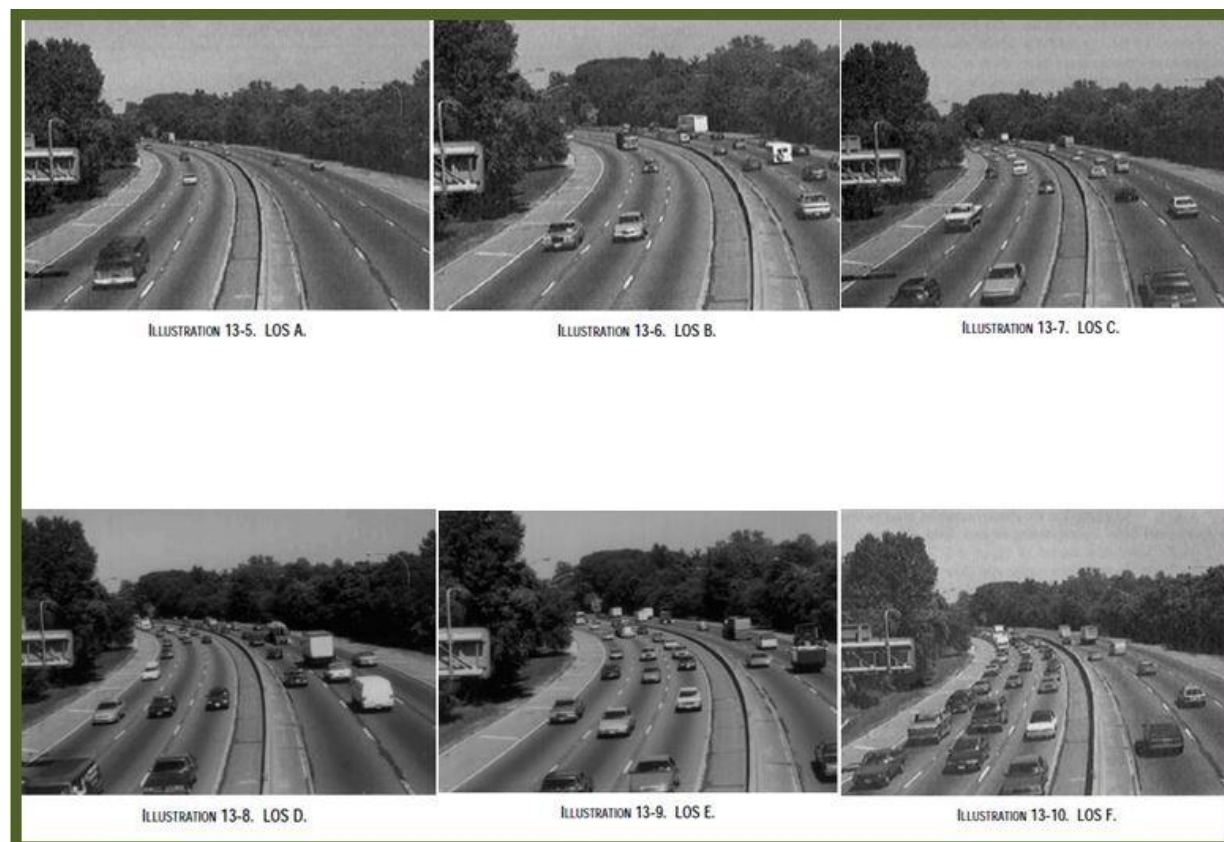 ILLUSTRATION 13-5. LOS A.
ILLUSTRATION 13-6. LOS B.
ILLUSTRATION 13-7. LOS C.
ILLUSTRATION 13-8. LOS D.
ILLUSTRATION 13-9. LOS E.
ILLUSTRATION 13-10. LOS F.